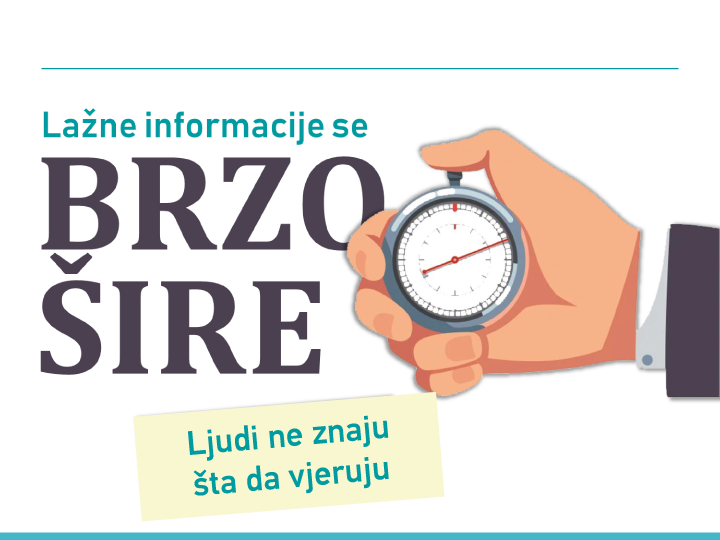 Lažne informacije se
BRZO
ŠIRE
Ljudi ne znaju
šta da vjeruju